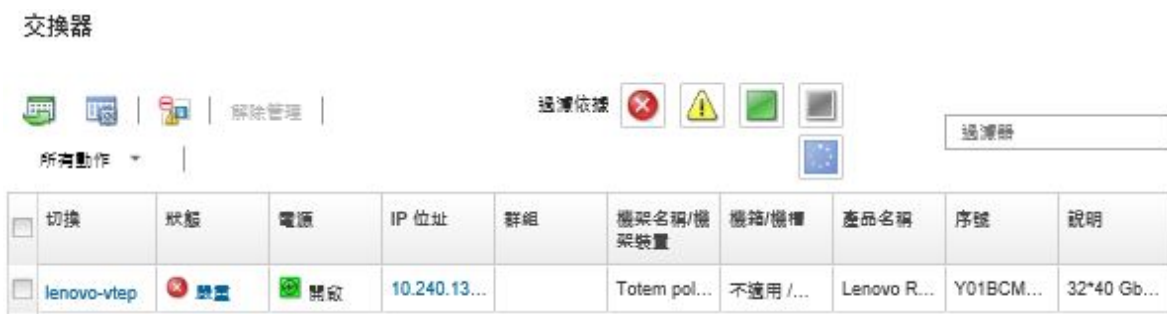 交換器
解除管理
過濾依據
過濾器
所有動作
切換 狀態 電源 IP 位址 群組 機架名稱/機架裝置 機箱/機櫃 產品名稱 序號 說明
lenovo-vtep 嚴重 開啟 10.240.13... Totem pol... 不適用 /... Lenovo R... Y01BCM... 32*40 Gb...